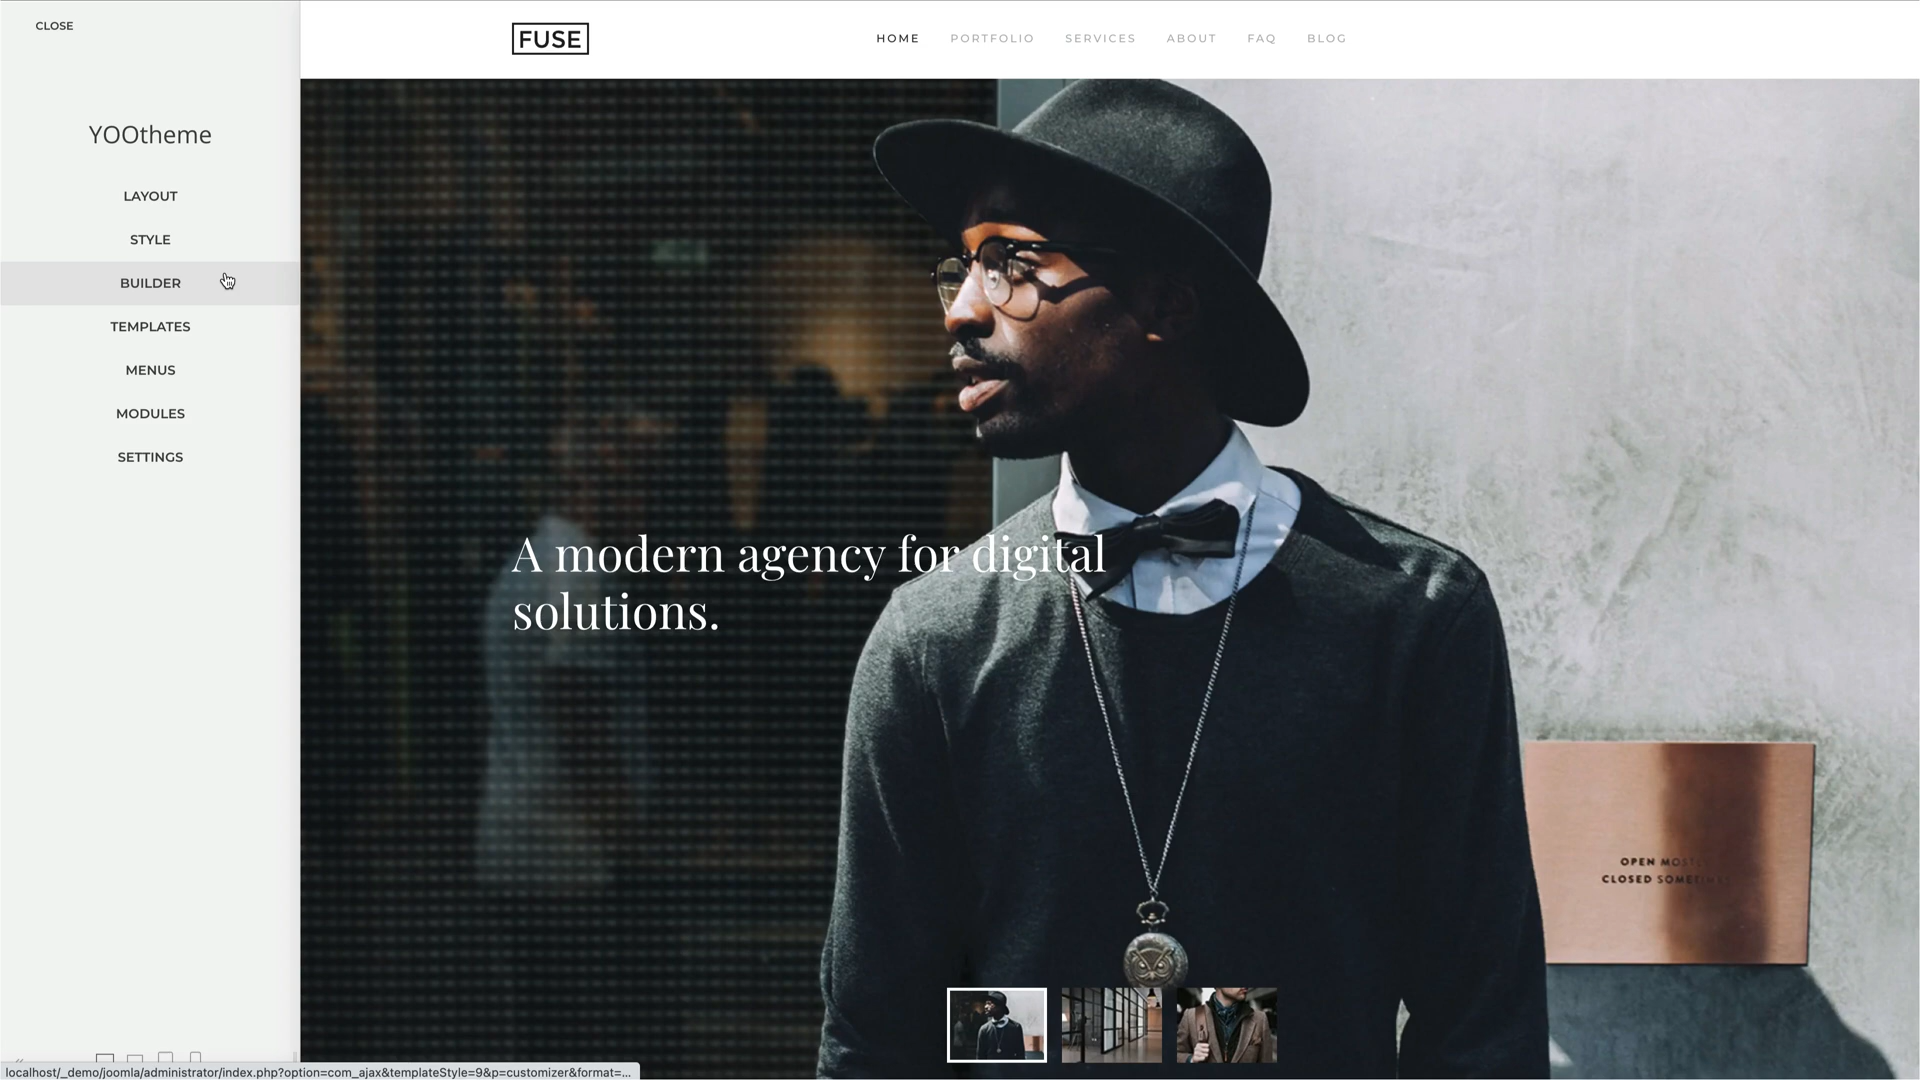 CLOSE
YOOtheme
LAYOUT
STYLE
BUILDER
TEMPLATES
MENUS
MODULES
SETTINGS
FUSE
HOME PORTFOLIO SERVICES ABOUT FAQ BLOG
A modern agency for digital
solutions.
OPEN
CLOSED
localhost/_demo/joomla/administrator/index.php?option=com_ajax&templateStyle=9&p=customizer&format=...